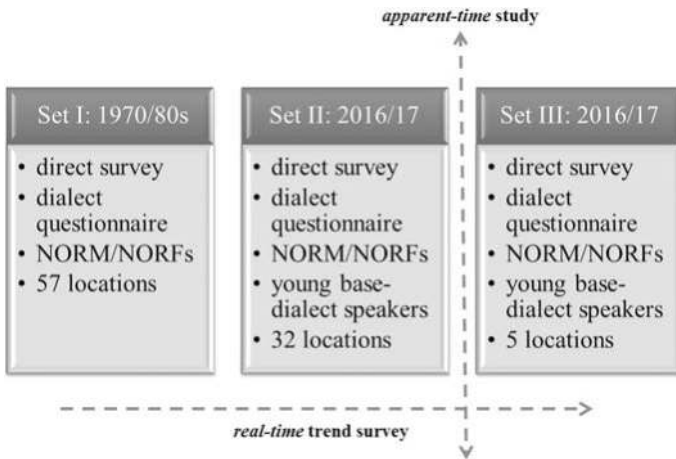 apparent-time study
Set I: 1970/80s
• direct survey
• dialect
questionnaire
• NORM/NORFs
• 57 locations
Set II: 2016/17
• direct survey
• dialect
questionnaire
• NORM/NORFs
• young base-
dialect speakers
• 32 locations
Set III: 2016/17
• direct survey
• dialect
questionnaire
• NORM/NORFs
• young base-
dialect speakers
• 5 locations
real-time trend survey